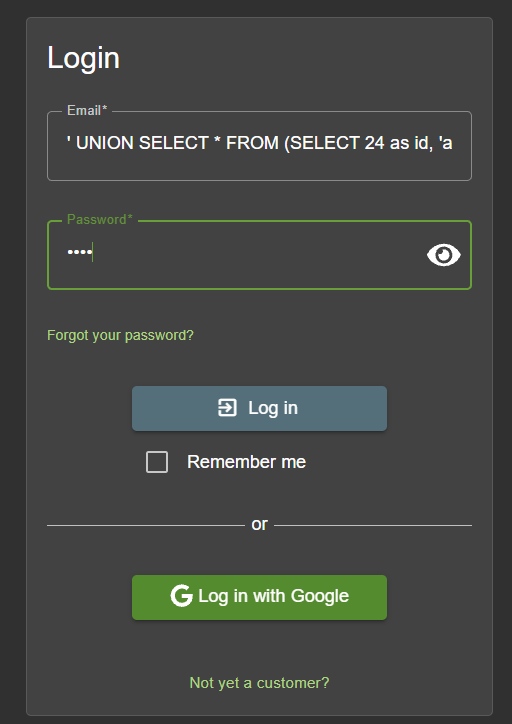 Login
Email*
' UNION SELECT * FROM (SELECT 24 as id, 'a
Password*
••••
Forgot your password?
Log in
Remember me
or
Log in with Google
Not yet a customer?